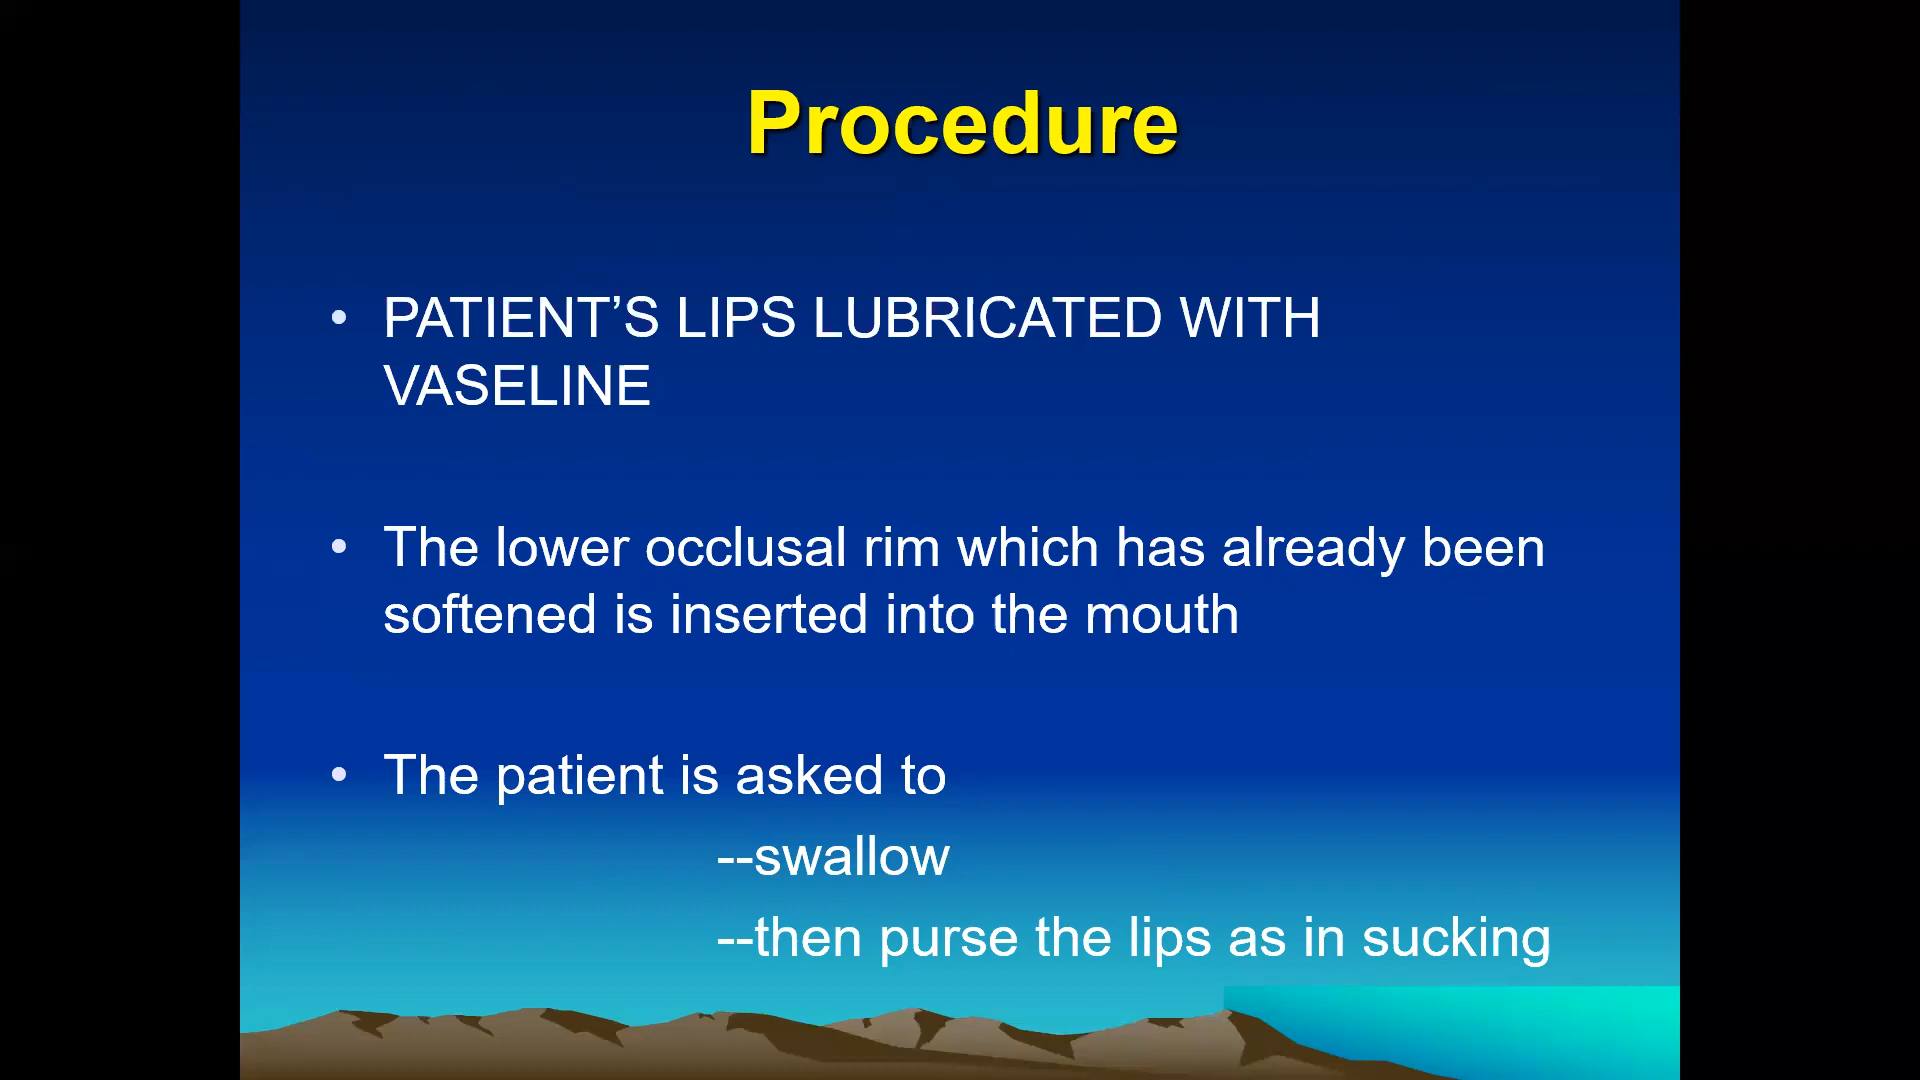 Procedure
• PATIENT’S LIPS LUBRICATED WITH
VASELINE
• The lower occlusal rim which has already been
softened is inserted into the mouth
• The patient is asked to
--swallow
--then purse the lips as in sucking